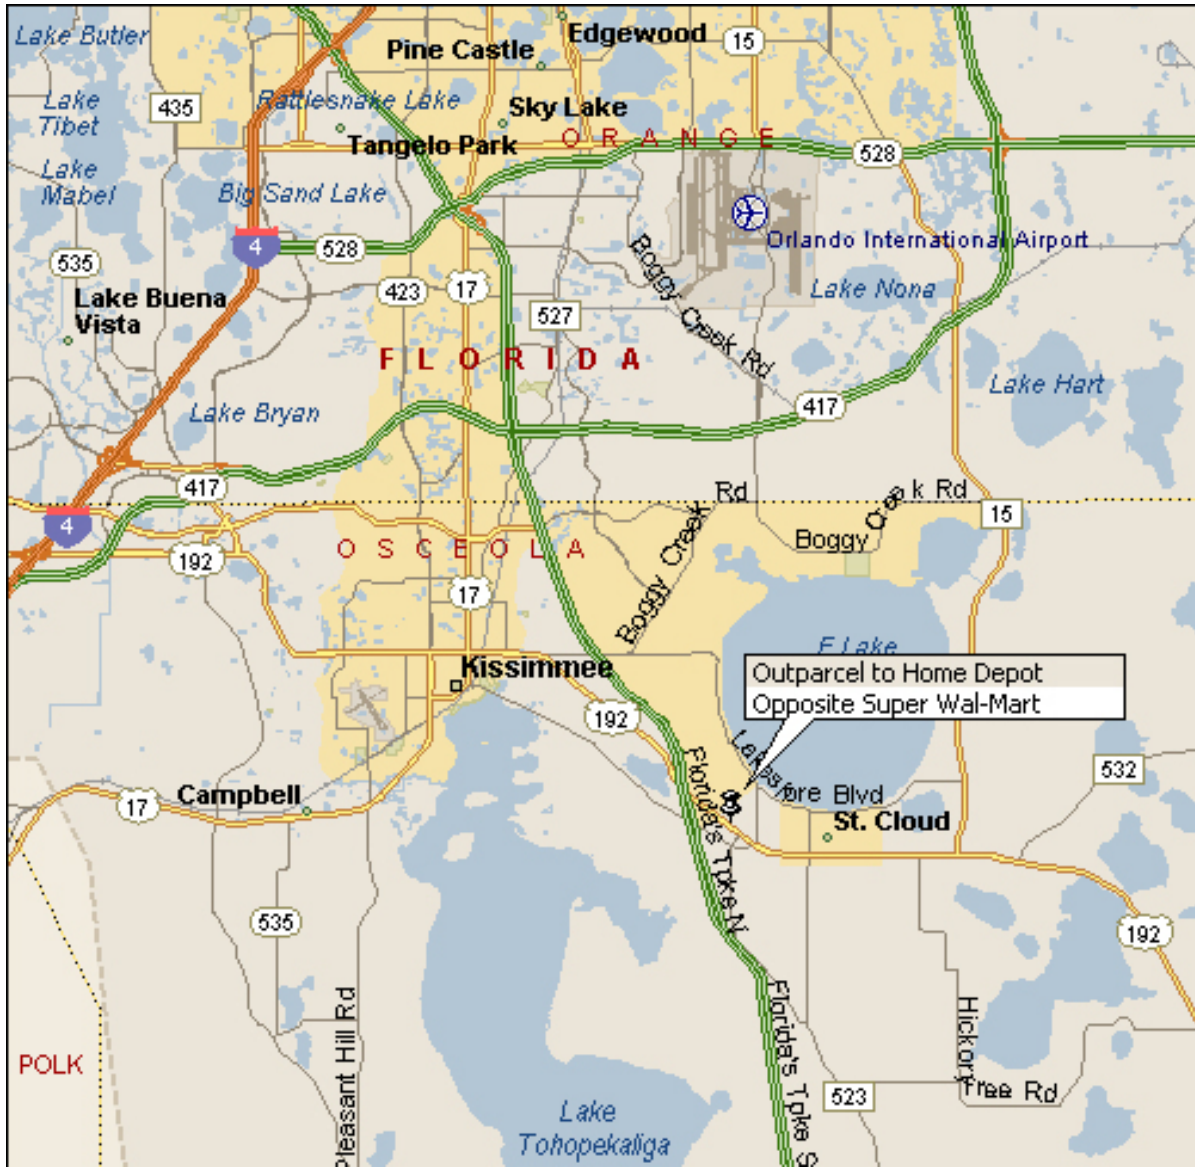 Lake Butler
Edgewood
Pine Castle
15
435
Lake
Tibet
Rattlesnake Lake
Sky Lake
Tangelo Park
O R A N G E
528
Lake
Mabel
Big Sand Lake
4
528
Orlando International Airport
535
Boggy Creek Rd
423
17
Lake Nona
Lake Buena
Vista
527
F L O R I D A
Lake Hart
Lake Bryan
417
417
Rd
Boggy Creek
Boggy Creek Rd
15
4
O S C E O L A
192
17
E Lake
Kissimmee
Outparcel to Home Depot
Opposite Super Wal-Mart
192
532
17
Campbell
Lakeshore Blvd
St. Cloud
Florida's Tpke N
535
192
Pleasant Hill Rd
Florida's Tpke S
Hickory
Tree Rd
POLK
523
Lake
Tohopekaliga